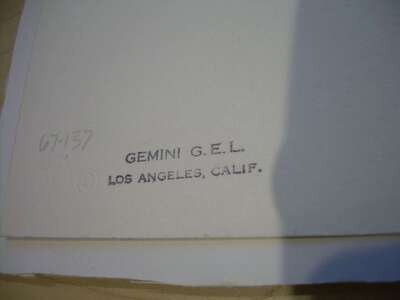 67-137
GEMINI G.E.L.
LOS ANGELES, CALIF.